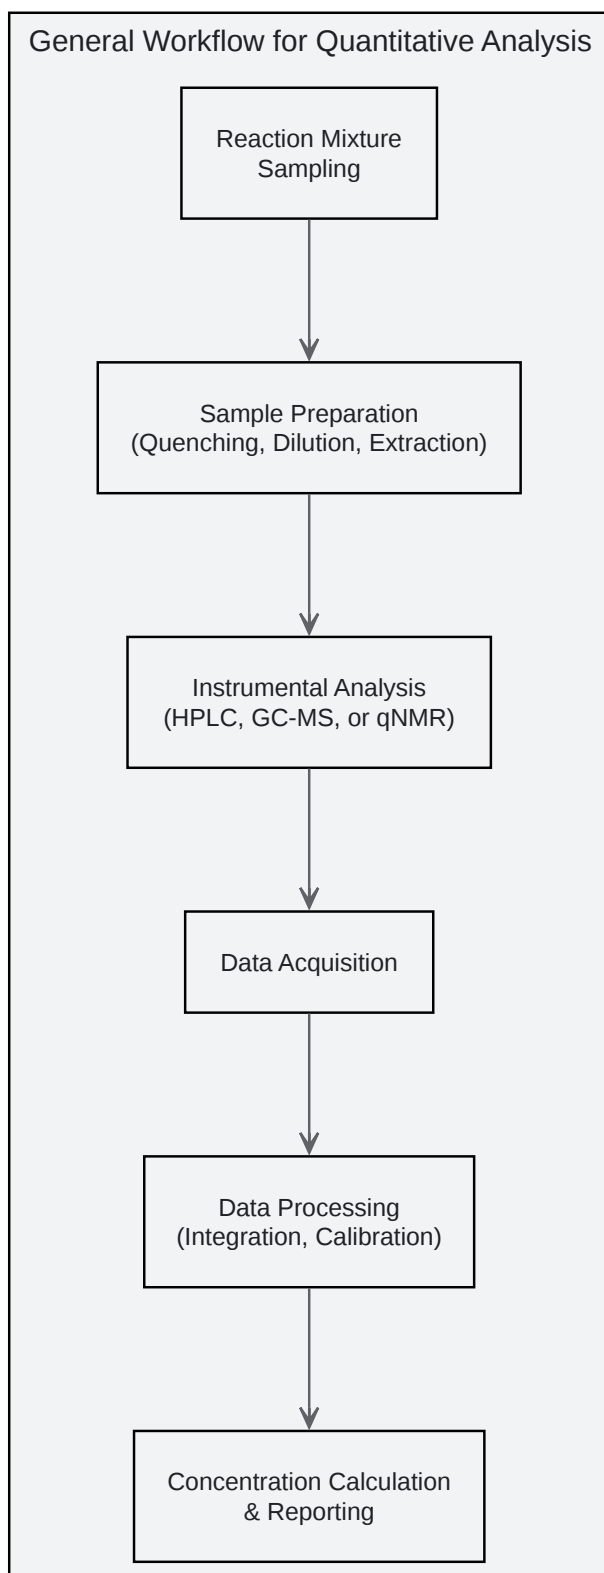 General Workflow for Quantitative Analysis
Reaction Mixture
Sampling
Sample Preparation
(Quenching, Dilution, Extraction)
Instrumental Analysis
(HPLC, GC-MS, or qNMR)
Data Acquisition
Data Processing
(Integration, Calibration)
Concentration Calculation
& Reporting